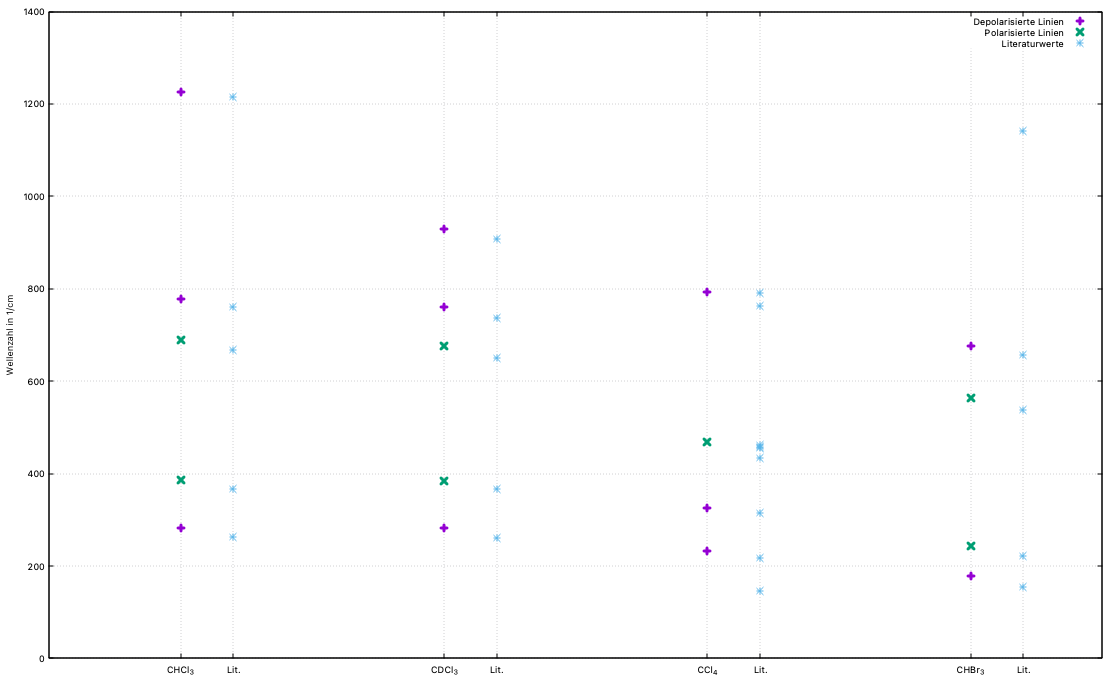 1400
1200
1000
800
600
400
200
0
Wellenzahl in 1/cm
Depolarisierte Linien
Polarisierte Linien
Literaturwerte
CHCl₃ Lit. CDCl₃ Lit. CCl₄ Lit. CHBr₃ Lit.